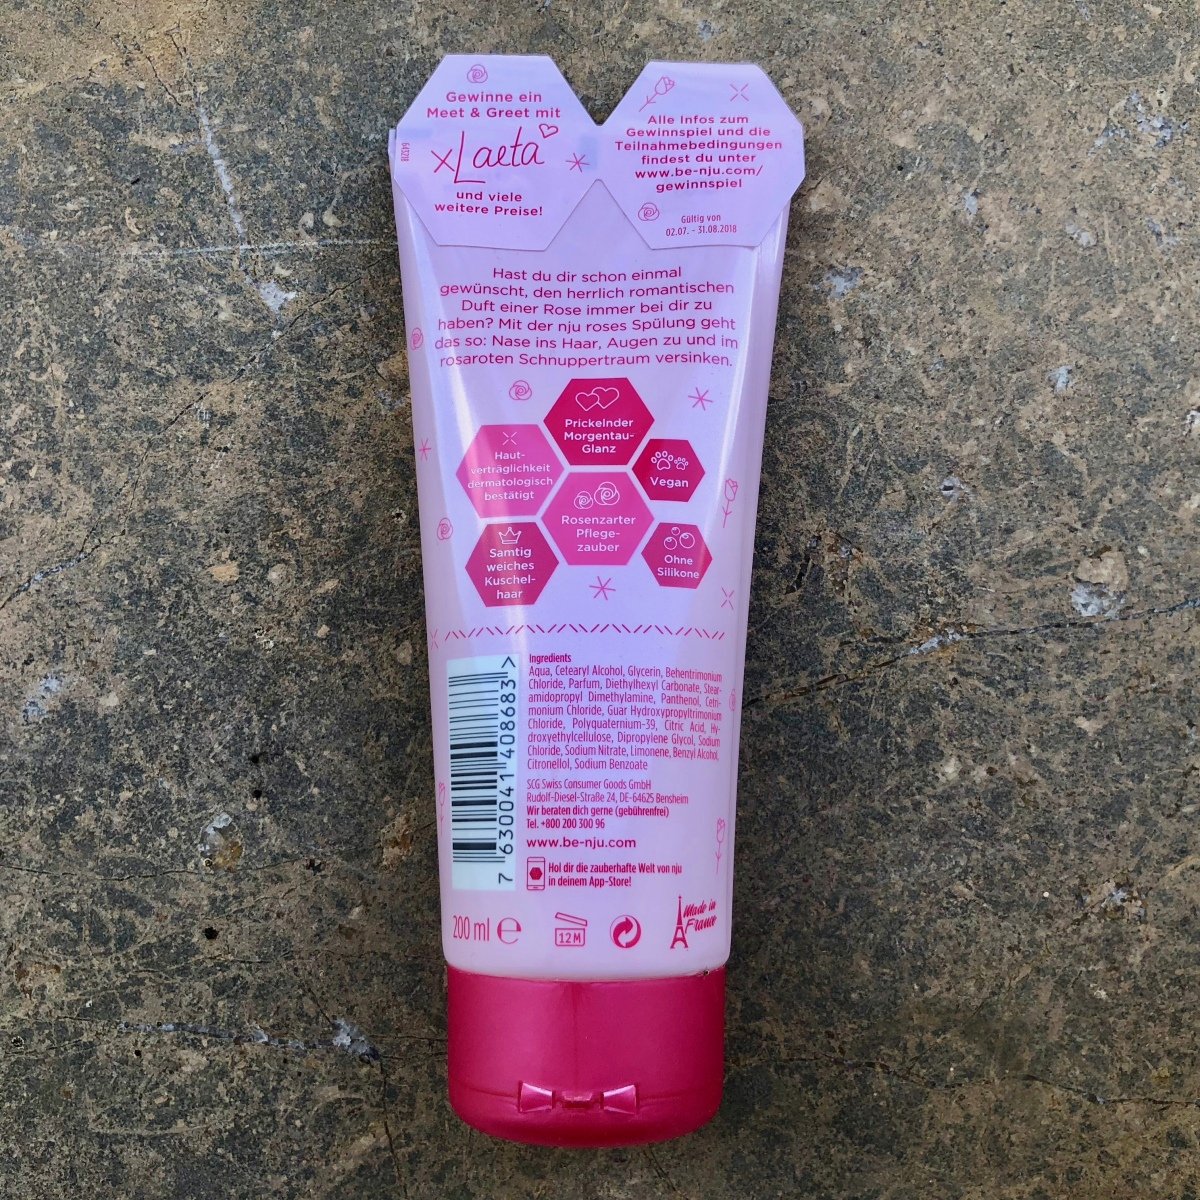 Gewinne ein
Meet & Greet mit
xLaeta
und viele
weitere Preise!
Alle Infos zum
Gewinnspiel und die
Teilnahmebedingungen
findest du unter
www.be-nju.com/
gewinnspiel
Gültig von
02.07. - 31.08.2018
Hast du dir schon einmal
gewünscht, den herrlich romantischen
Duft einer Rose immer bei dir zu
haben? Mit der nju roses Spülung geht
das so: Nase ins Haar, Augen zu und im
rosaroten Schnuppertraum versinken.
Prickelnder
Morgentau-
Glanz
Haut-
verträglichkeit
dermatologisch
bestätigt
Vegan
Rosenzarter
Pflege-
zauber
Samtig
weiches
Kuschel-
haar
Ohne
Silikone
Ingredients
Aqua, Cetearyl Alcohol, Glycerin, Behentrimonium
Chloride, Parfum, Diethylhexyl Carbonate, Stear-
amidopropyl Dimethylamine, Panthenol, Cetri-
monium Chloride, Guar Hydroxypropyltrimonium
Chloride, Polyquaternium-39, Citric Acid, Hy-
droxyethylcellulose, Dipropylene Glycol, Sodium
Chloride, Sodium Nitrate, Limonene, Benzyl Alcohol,
Citronellol, Sodium Benzoate
SCG Swiss Consumer Goods GmbH
Rudolf-Diesel-Straße 24, DE-64625 Bensheim
Wir beraten dich gerne (gebührenfrei)
Tel. +800 200 300 96
www.be-nju.com
Hol dir die zauberhafte Welt von nju
in deinem App-Store!
7 630041 408683 >
200 ml e
12M
Made in
France